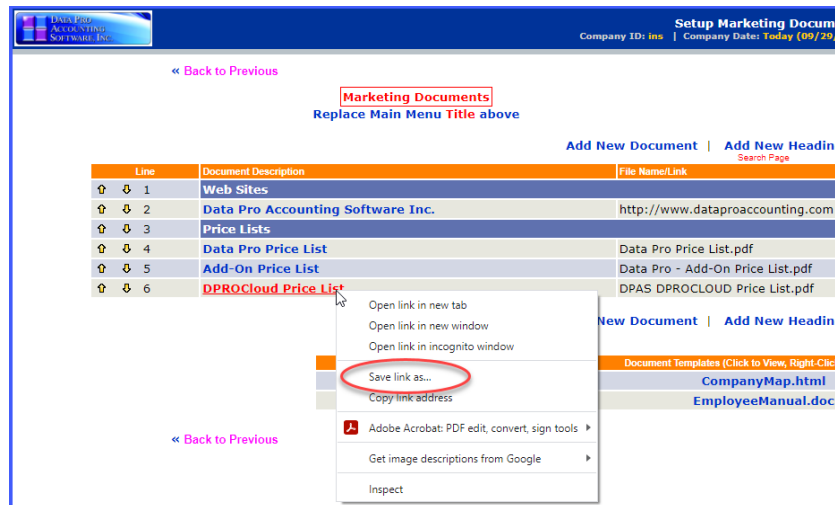 DATA PRO
ACCOUNTING
SOFTWARE, INC.
Setup Marketing Docum
Company ID: ins | Company Date: Today (09/29/
« Back to Previous
Marketing Documents
Replace Main Menu Title above
Add New Document | Add New Headin
Search Page
Line Document Description File Name/Link
1 Web Sites
2 Data Pro Accounting Software Inc. http://www.dataproaccounting.com
3 Price Lists
4 Data Pro Price List Data Pro Price List.pdf
5 Add-On Price List Data Pro - Add-On Price List.pdf
6 DPROCloud Price List DPAS DPROCLOUD Price List.pdf
Open link in new tab
Open link in new window
New Document | Add New Headin
Open link in incognito window
Document Templates (Click to View, Right-Clic
Save link as...
CompanyMap.html
Copy link address
EmployeeManual.doc
Adobe Acrobat: PDF edit, convert, sign tools
« Back to Previous
Get image descriptions from Google
Inspect